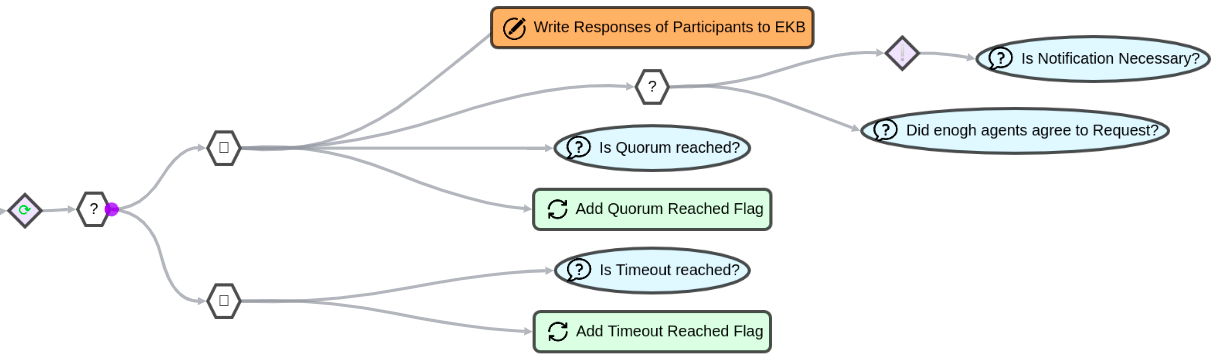 Write Responses of Participants to EKB
Is Notification Necessary?
?
Did enogh agents agree to Request?
Is Quorum reached?
?
Add Quorum Reached Flag
Is Timeout reached?
Add Timeout Reached Flag